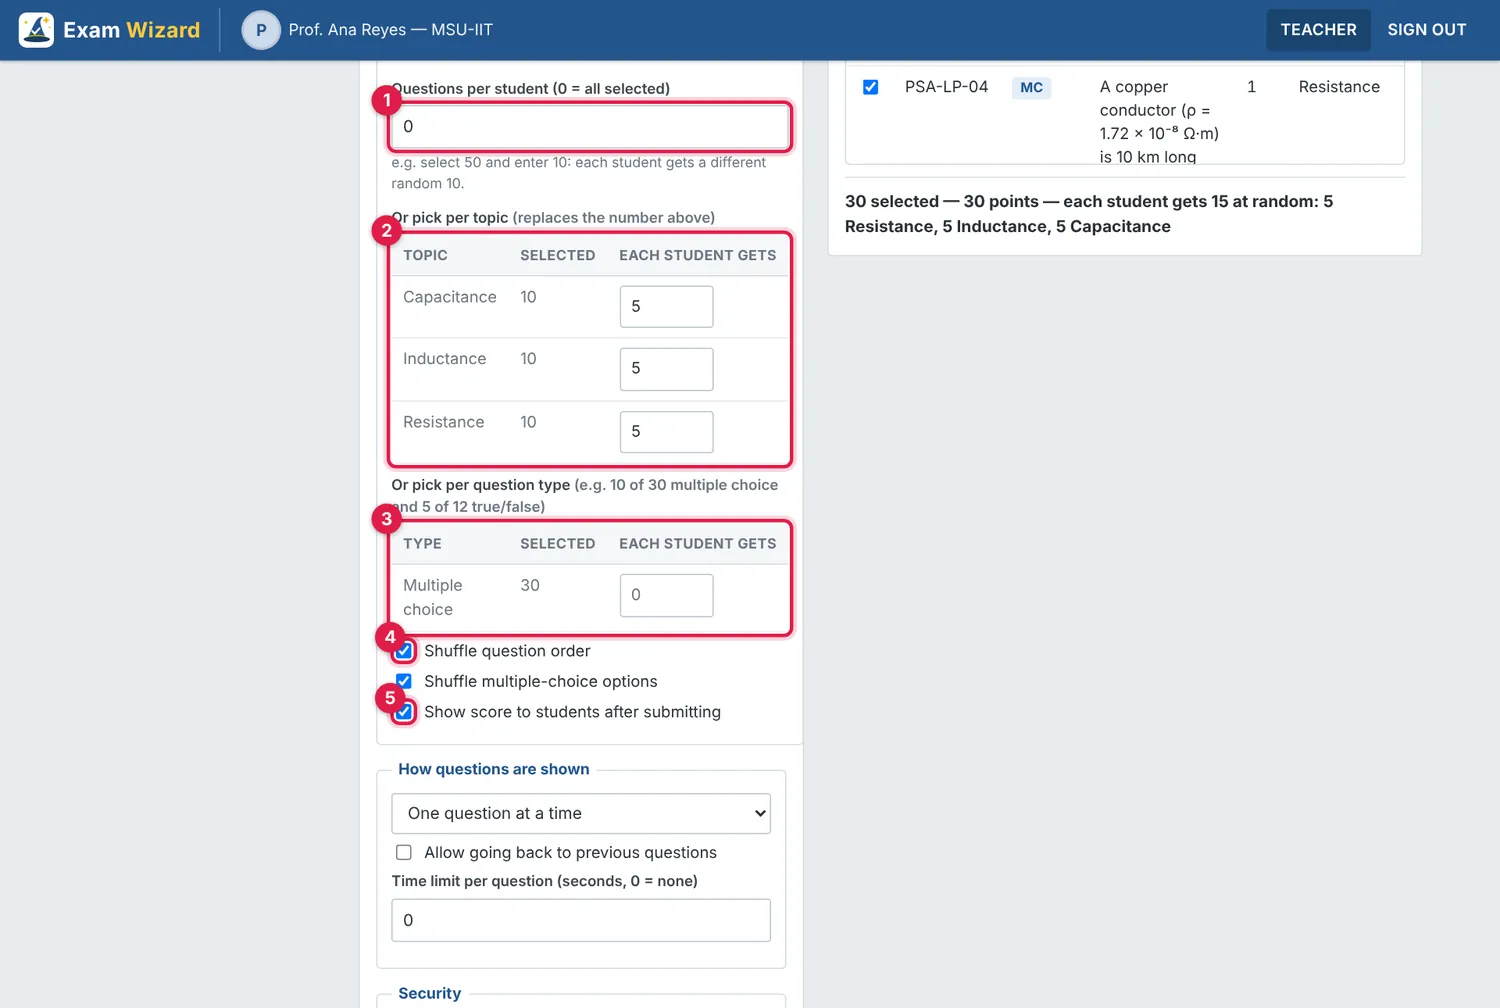 Exam Wizard
P
Prof. Ana Reyes — MSU-IIT
TEACHER
SIGN OUT
1
Questions per student (0 = all selected)
0
e.g. select 50 and enter 10: each student gets a different
random 10.
Or pick per topic (replaces the number above)
2
TOPIC SELECTED EACH STUDENT GETS
Capacitance 10 5
Inductance 10 5
Resistance 10 5
Or pick per question type (e.g. 10 of 30 multiple choice
and 5 of 12 true/false)
3
TYPE SELECTED EACH STUDENT GETS
Multiple 30 0
choice
4
Shuffle question order
Shuffle multiple-choice options
5
Show score to students after submitting
How questions are shown
One question at a time
Allow going back to previous questions
Time limit per question (seconds, 0 = none)
0
Security
PSA-LP-04 MC A copper 1 Resistance
conductor (ρ =
1.72 × 10⁻⁸ Ω·m)
is 10 km long
30 selected — 30 points — each student gets 15 at random: 5
Resistance, 5 Inductance, 5 Capacitance